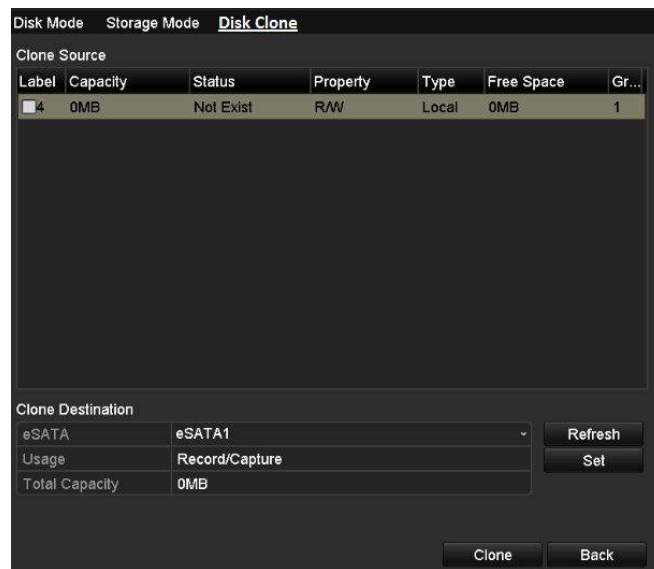 Disk Mode Storage Mode Disk Clone
Clone Source
Label Capacity Status Property Type Free Space Gr...
4 0MB Not Exist R/W Local 0MB 1
Clone Destination
eSATA eSATA1 Refresh
Usage Record/Capture Set
Total Capacity 0MB
Clone Back